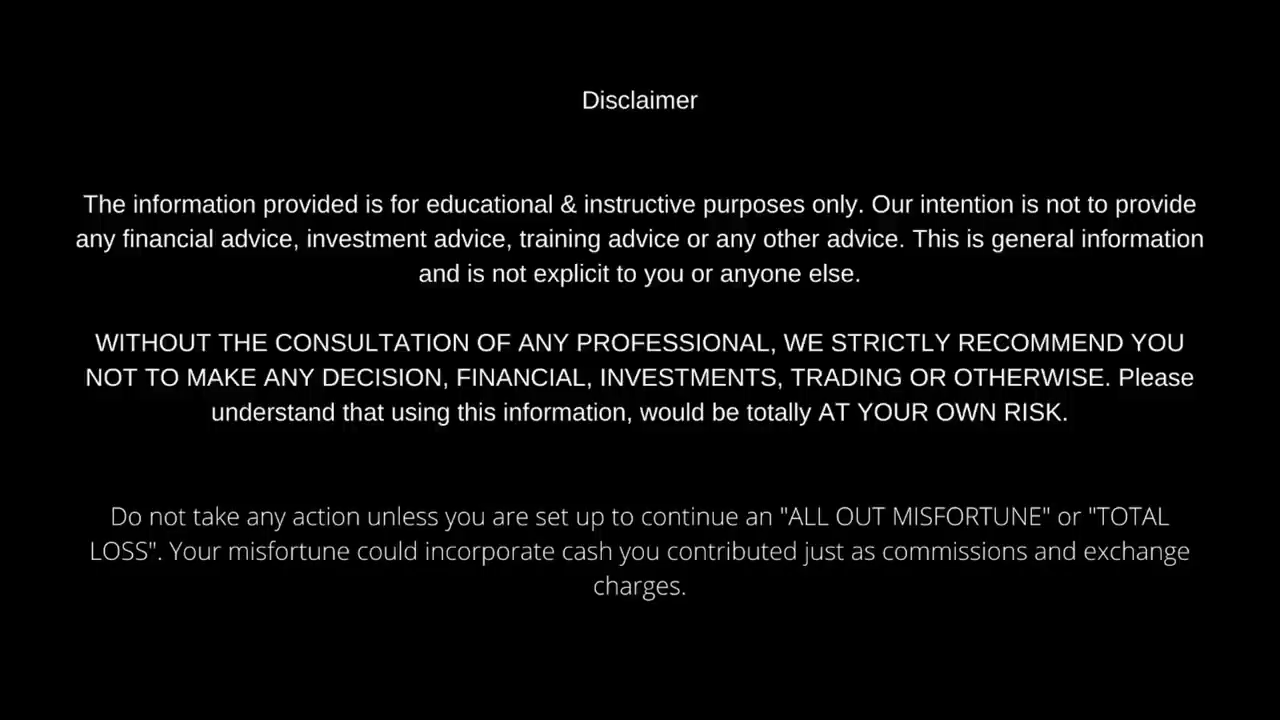 Disclaimer
The information provided is for educational & instructive purposes only. Our intention is not to provide
any financial advice, investment advice, training advice or any other advice. This is general information
and is not explicit to you or anyone else.
WITHOUT THE CONSULTATION OF ANY PROFESSIONAL, WE STRICTLY RECOMMEND YOU
NOT TO MAKE ANY DECISION, FINANCIAL, INVESTMENTS, TRADING OR OTHERWISE. Please
understand that using this information, would be totally AT YOUR OWN RISK.
Do not take any action unless you are set up to continue an "ALL OUT MISFORTUNE" or "TOTAL
LOSS". Your misfortune could incorporate cash you contributed just as commissions and exchange
charges.